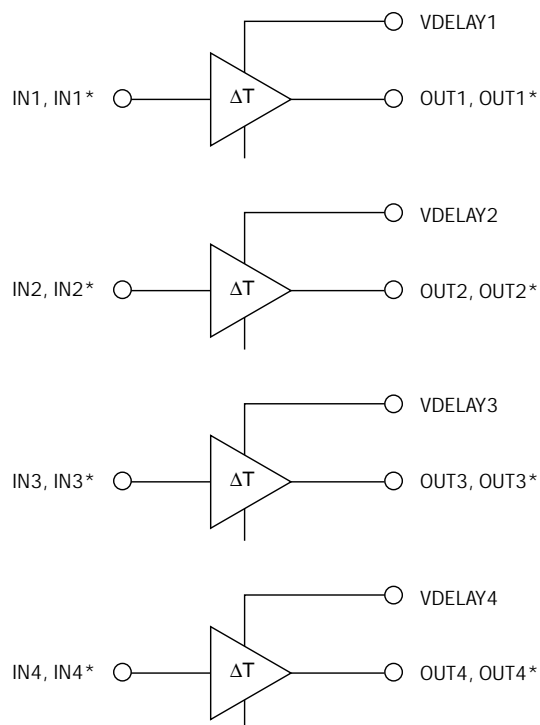 VDELAY1
IN1, IN1* ΔT OUT1, OUT1*
VDELAY2
IN2, IN2* ΔT OUT2, OUT2*
VDELAY3
IN3, IN3* ΔT OUT3, OUT3*
VDELAY4
IN4, IN4* ΔT OUT4, OUT4*